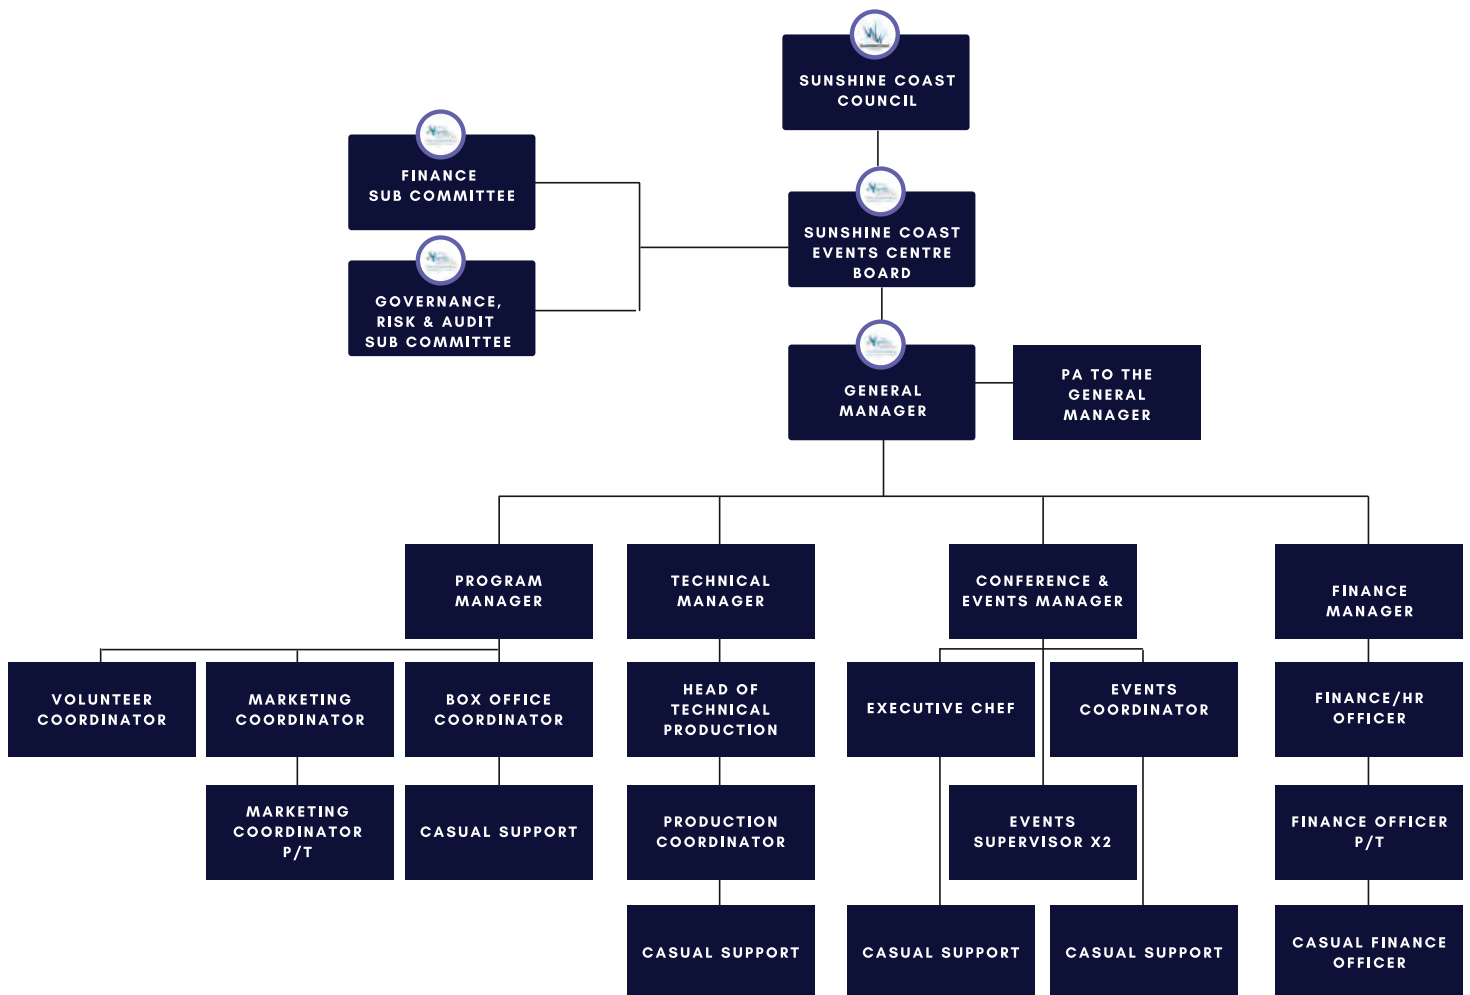 SUNSHINE COAST
COUNCIL
FINANCE
SUB COMMITTEE
SUNSHINE COAST
EVENTS CENTRE
BOARD
GOVERNANCE,
RISK & AUDIT
SUB COMMITTEE
GENERAL
MANAGER
PA TO THE
GENERAL
MANAGER
PROGRAM
MANAGER
TECHNICAL
MANAGER
CONFERENCE &
EVENTS MANAGER
FINANCE
MANAGER
VOLUNTEER
COORDINATOR
MARKETING
COORDINATOR
BOX OFFICE
COORDINATOR
HEAD OF
TECHNICAL
PRODUCTION
EXECUTIVE CHEF
EVENTS
COORDINATOR
FINANCE/HR
OFFICER
MARKETING
COORDINATOR
P/T
CASUAL SUPPORT
PRODUCTION
COORDINATOR
EVENTS
SUPERVISOR X2
FINANCE OFFICER
P/T
CASUAL SUPPORT
CASUAL SUPPORT
CASUAL SUPPORT
CASUAL FINANCE
OFFICER